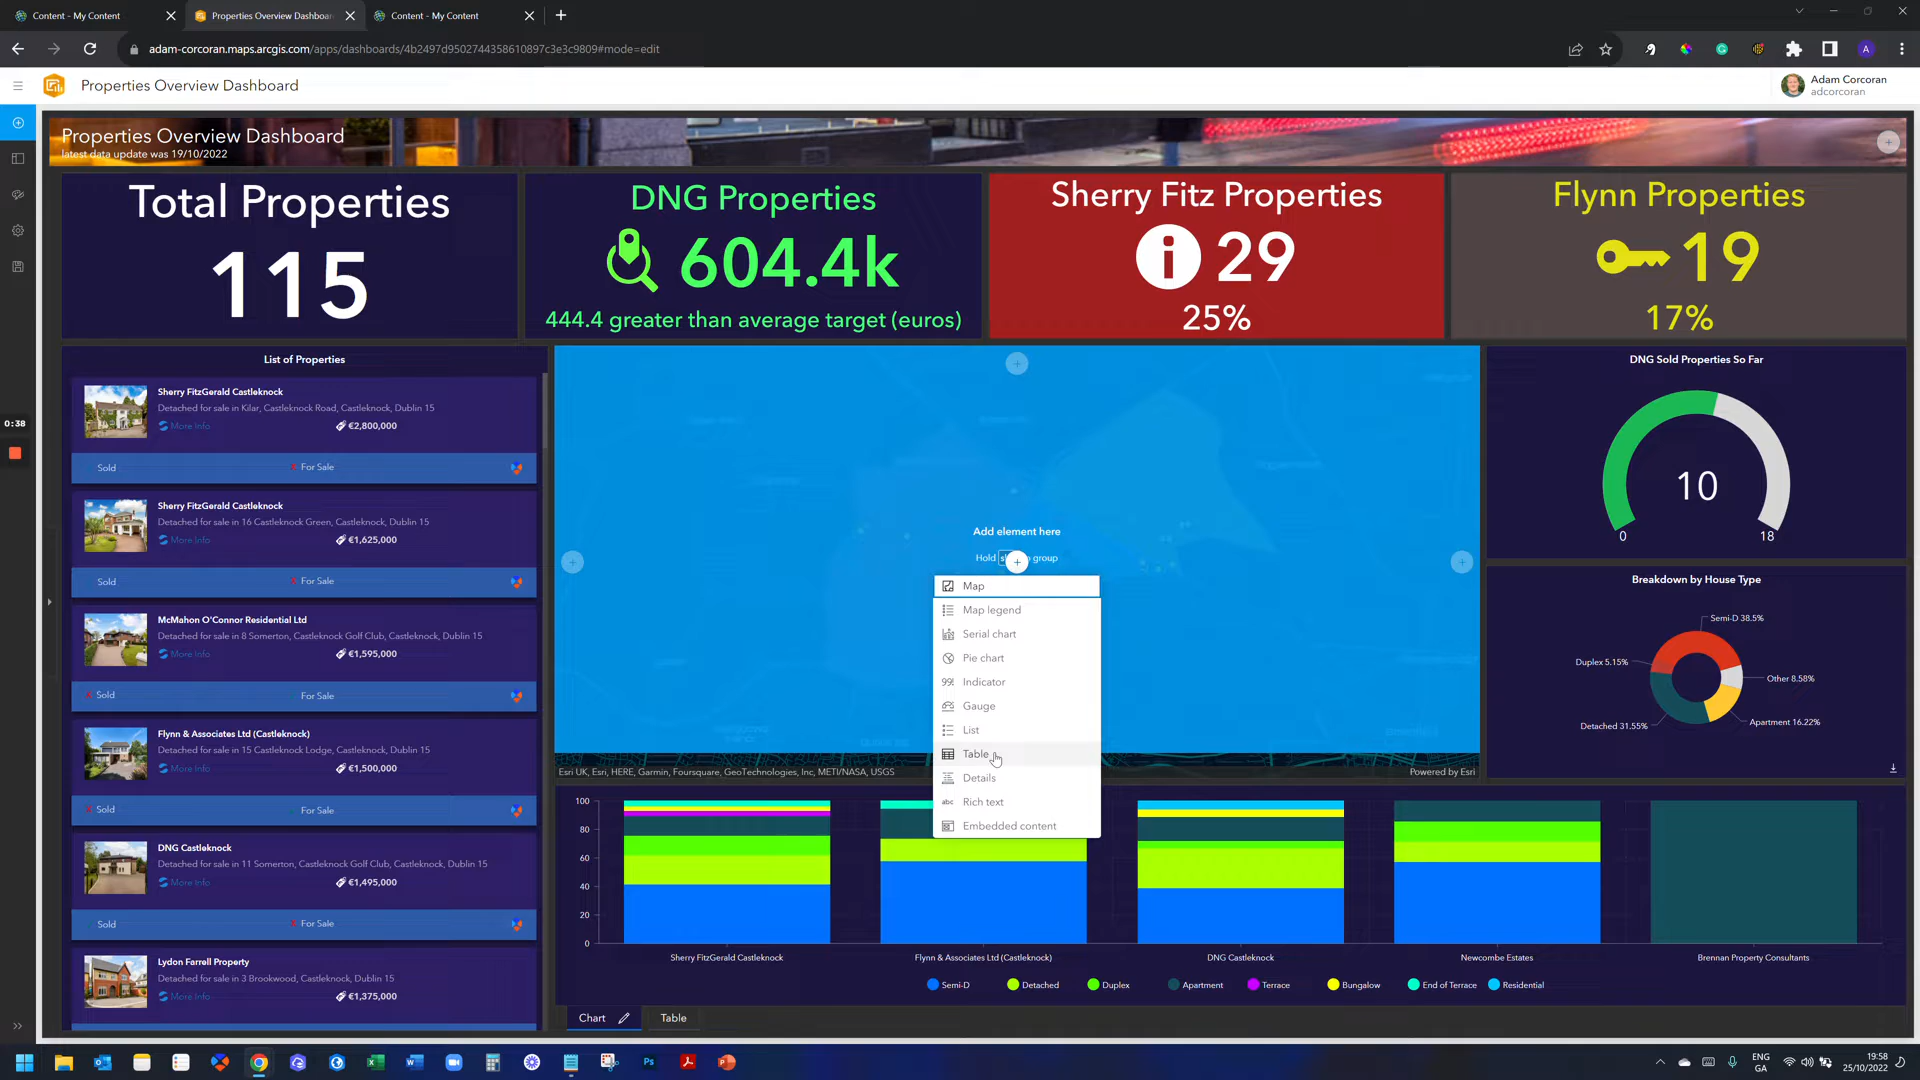 Content - My Content
Properties Overview Dashboa
Content - My Content
adam-corcoran.maps.arcgis.com/apps/dashboards/4b2497d9502744358610897c3e3c9809#mode=edit
A
Properties Overview Dashboard
Adam Corcoran
adcorcoran
Properties Overview Dashboard
latest data update was 19/10/2022
Total Properties
115
DNG Properties
604.4k
444.4 greater than average target (euros)
Sherry Fitz Properties
29
25%
Flynn Properties
19
17%
0:38
List of Properties
Sherry FitzGerald Castleknock
Detached for sale in Kilar, Castleknock Road, Castleknock, Dublin 15
More Info
€2,800,000
Sold
X For Sale
Sherry FitzGerald Castleknock
Detached for sale in 16 Castleknock Green, Castleknock, Dublin 15
More Info
€1,625,000
Sold
X For Sale
McMahon O'Connor Residential Ltd
Detached for sale in 8 Somerton, Castleknock Golf Club, Castleknock, Dublin 15
More Info
€1,595,000
X Sold
For Sale
Flynn & Associates Ltd (Castleknock)
Detached for sale in 15 Castleknock Lodge, Castleknock, Dublin 15
More Info
€1,500,000
X Sold
For Sale
DNG Castleknock
Detached for sale in 11 Somerton, Castleknock Golf Club, Castleknock, Dublin 15
More Info
€1,495,000
Sold
X For Sale
Lydon Farrell Property
Detached for sale in 3 Brookwood, Castleknock, Dublin 15
More Info
€1,375,000
Add element here
Hold group
Map
Map legend
Serial chart
Pie chart
Indicator
Gauge
List
Table
Details
abc Rich text
Embedded content
Esri UK, Esri, HERE, Garmin, Foursquare, GeoTechnologies, Inc, METI/NASA, USGS
Powered by Esri
DNG Sold Properties So Far
10
0
18
Breakdown by House Type
Semi-D 38.5%
Duplex 5.15%
Other 8.58%
Detached 31.55%
Apartment 16.22%
100
80
60
40
20
0
Sherry FitzGerald Castleknock
Flynn & Associates Ltd (Castleknock)
DNG Castleknock
Newcombe Estates
Brennan Property Consultants
Semi-D
Detached
Duplex
Apartment
Terrace
Bungalow
End of Terrace
Residential
Chart
Table
Ps
ENG
GA
19:58
25/10/2022